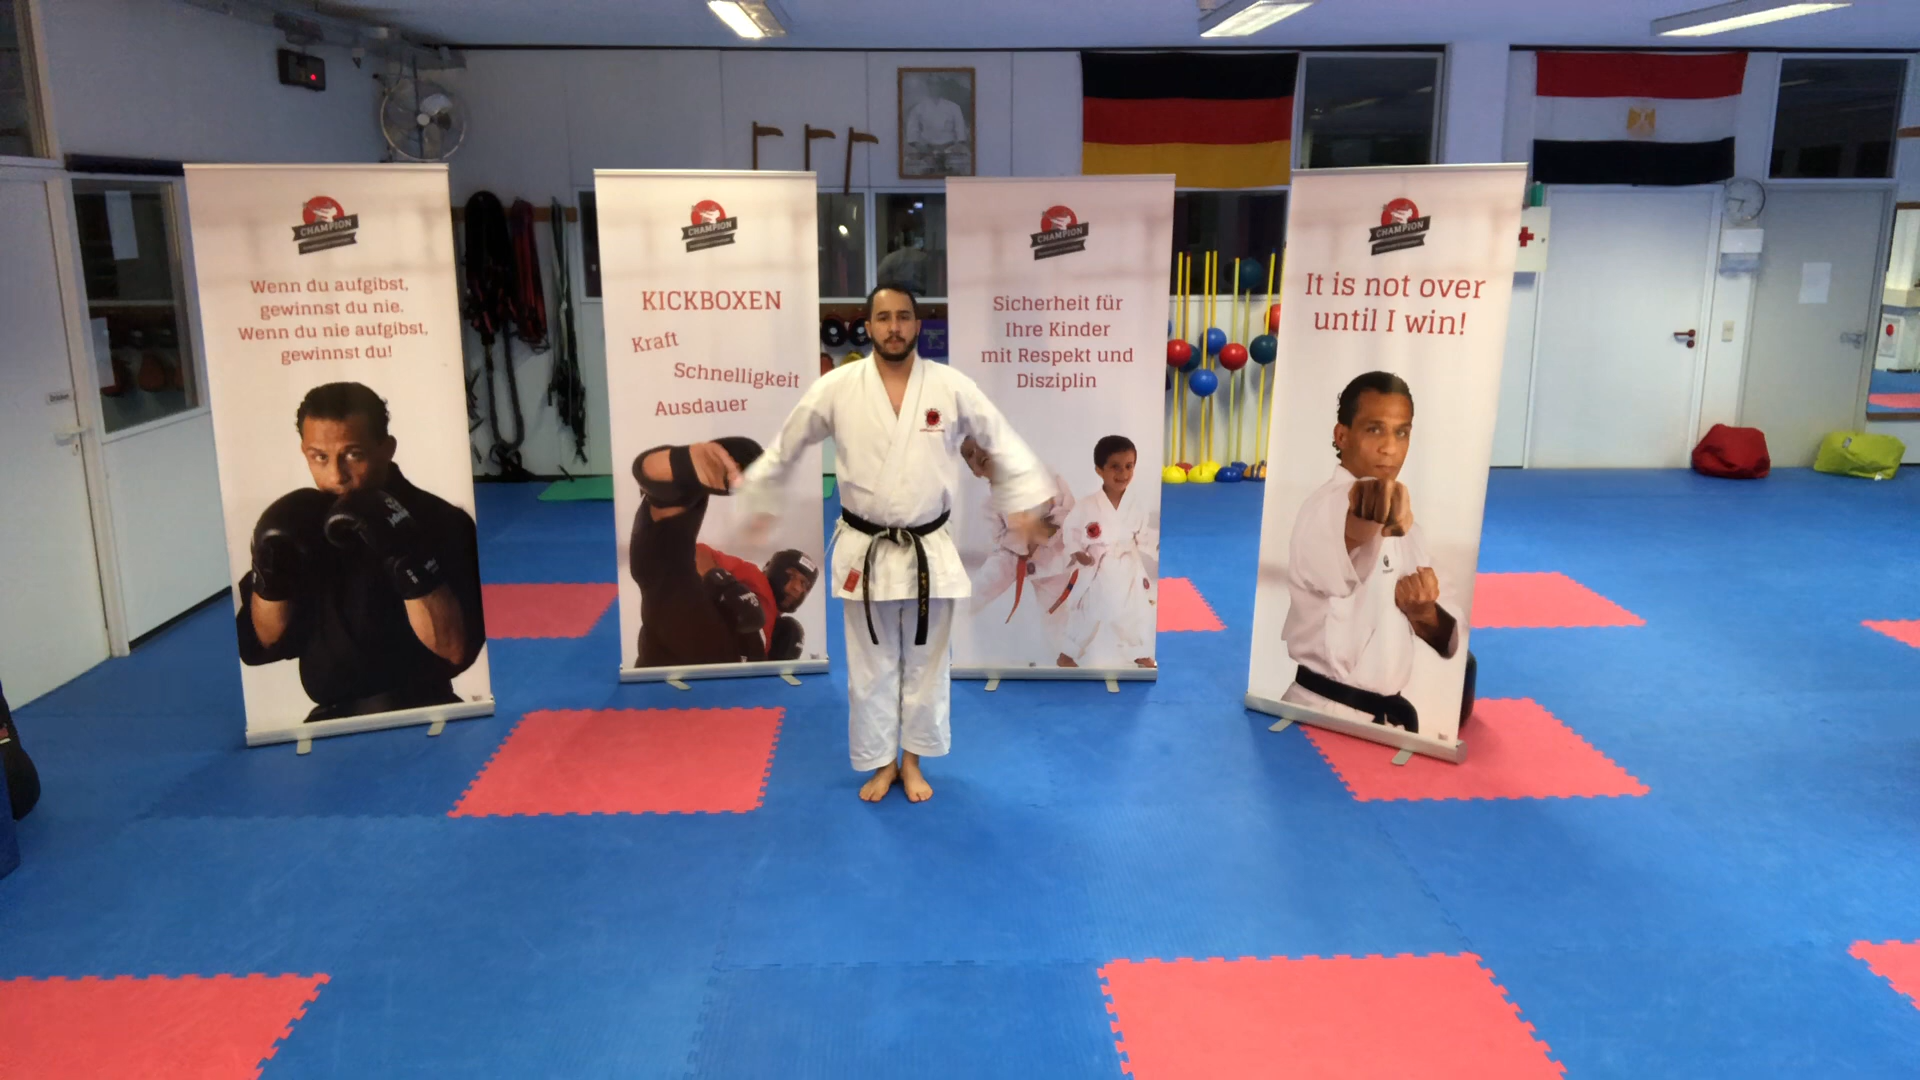 CHAMPION
Wenn du aufgibst,
gewinnst du nie.
Wenn du nie aufgibst,
gewinnst du!
CHAMPION
KICKBOXEN
Kraft
Schnelligkeit
Ausdauer
CHAMPION
Sicherheit für
Ihre Kinder
mit Respekt und
Disziplin
CHAMPION
It is not over
until I win!